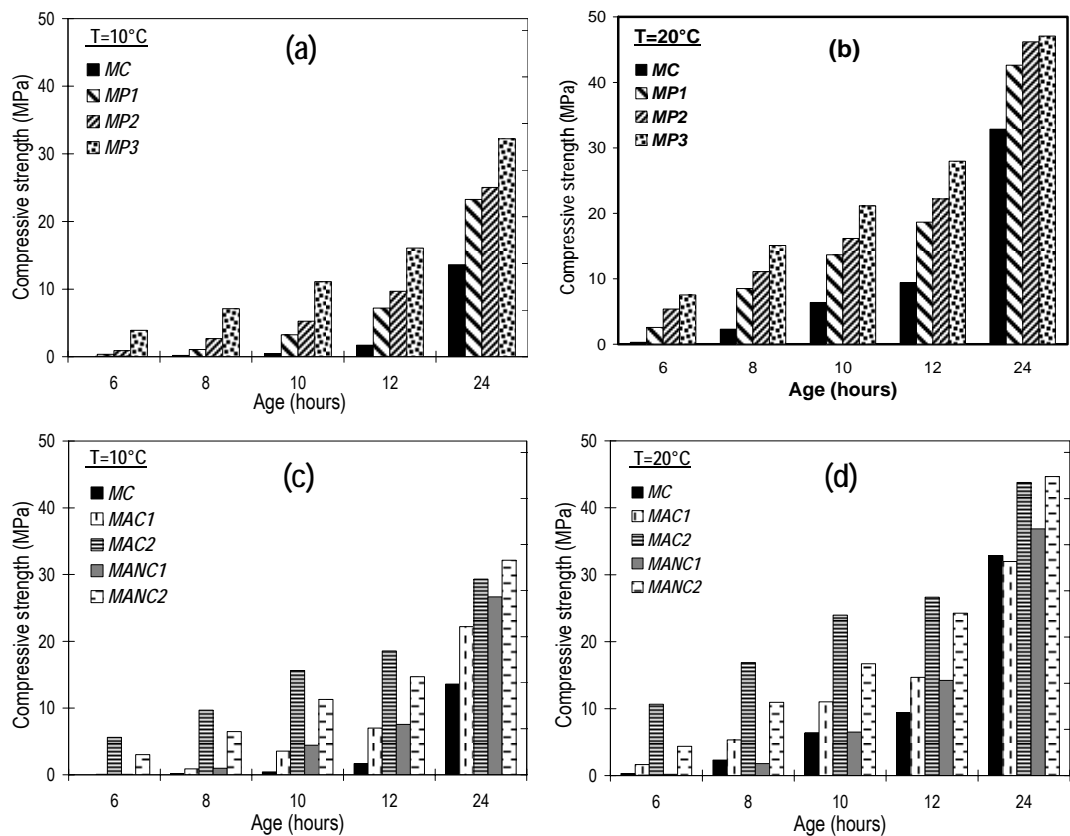 50
40
30
20
10
0
Compressive strength (MPa)
T=10°C
(a)
MC
MP1
MP2
MP3
6 8 10 12 24
Age (hours)
50
40
30
20
10
0
Compressive strength (MPa)
T=20°C
(b)
MC
MP1
MP2
MP3
6 8 10 12 24
Age (hours)
50
40
30
20
10
0
Compressive strength (MPa)
T=10°C
(c)
MC
MAC1
MAC2
MANC1
MANC2
6 8 10 12 24
Age (hours)
50
40
30
20
10
0
Compressive strength (MPa)
T=20°C
(d)
MC
MAC1
MAC2
MANC1
MANC2
6 8 10 12 24
Age (hours)